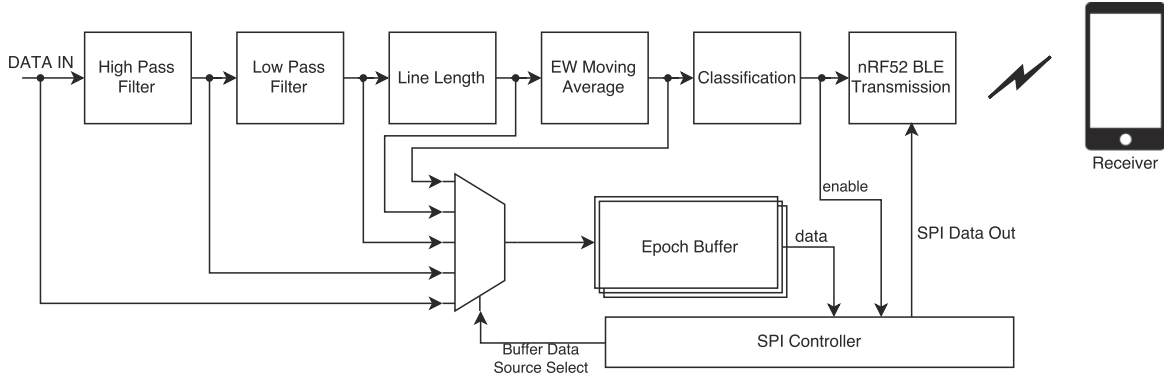 DATA IN
High Pass
Filter
Low Pass
Filter
Line Length
EW Moving
Average
Classification
nRF52 BLE
Transmission
Receiver
enable
Epoch Buffer
data
SPI Data Out
SPI Controller
Buffer Data
Source Select